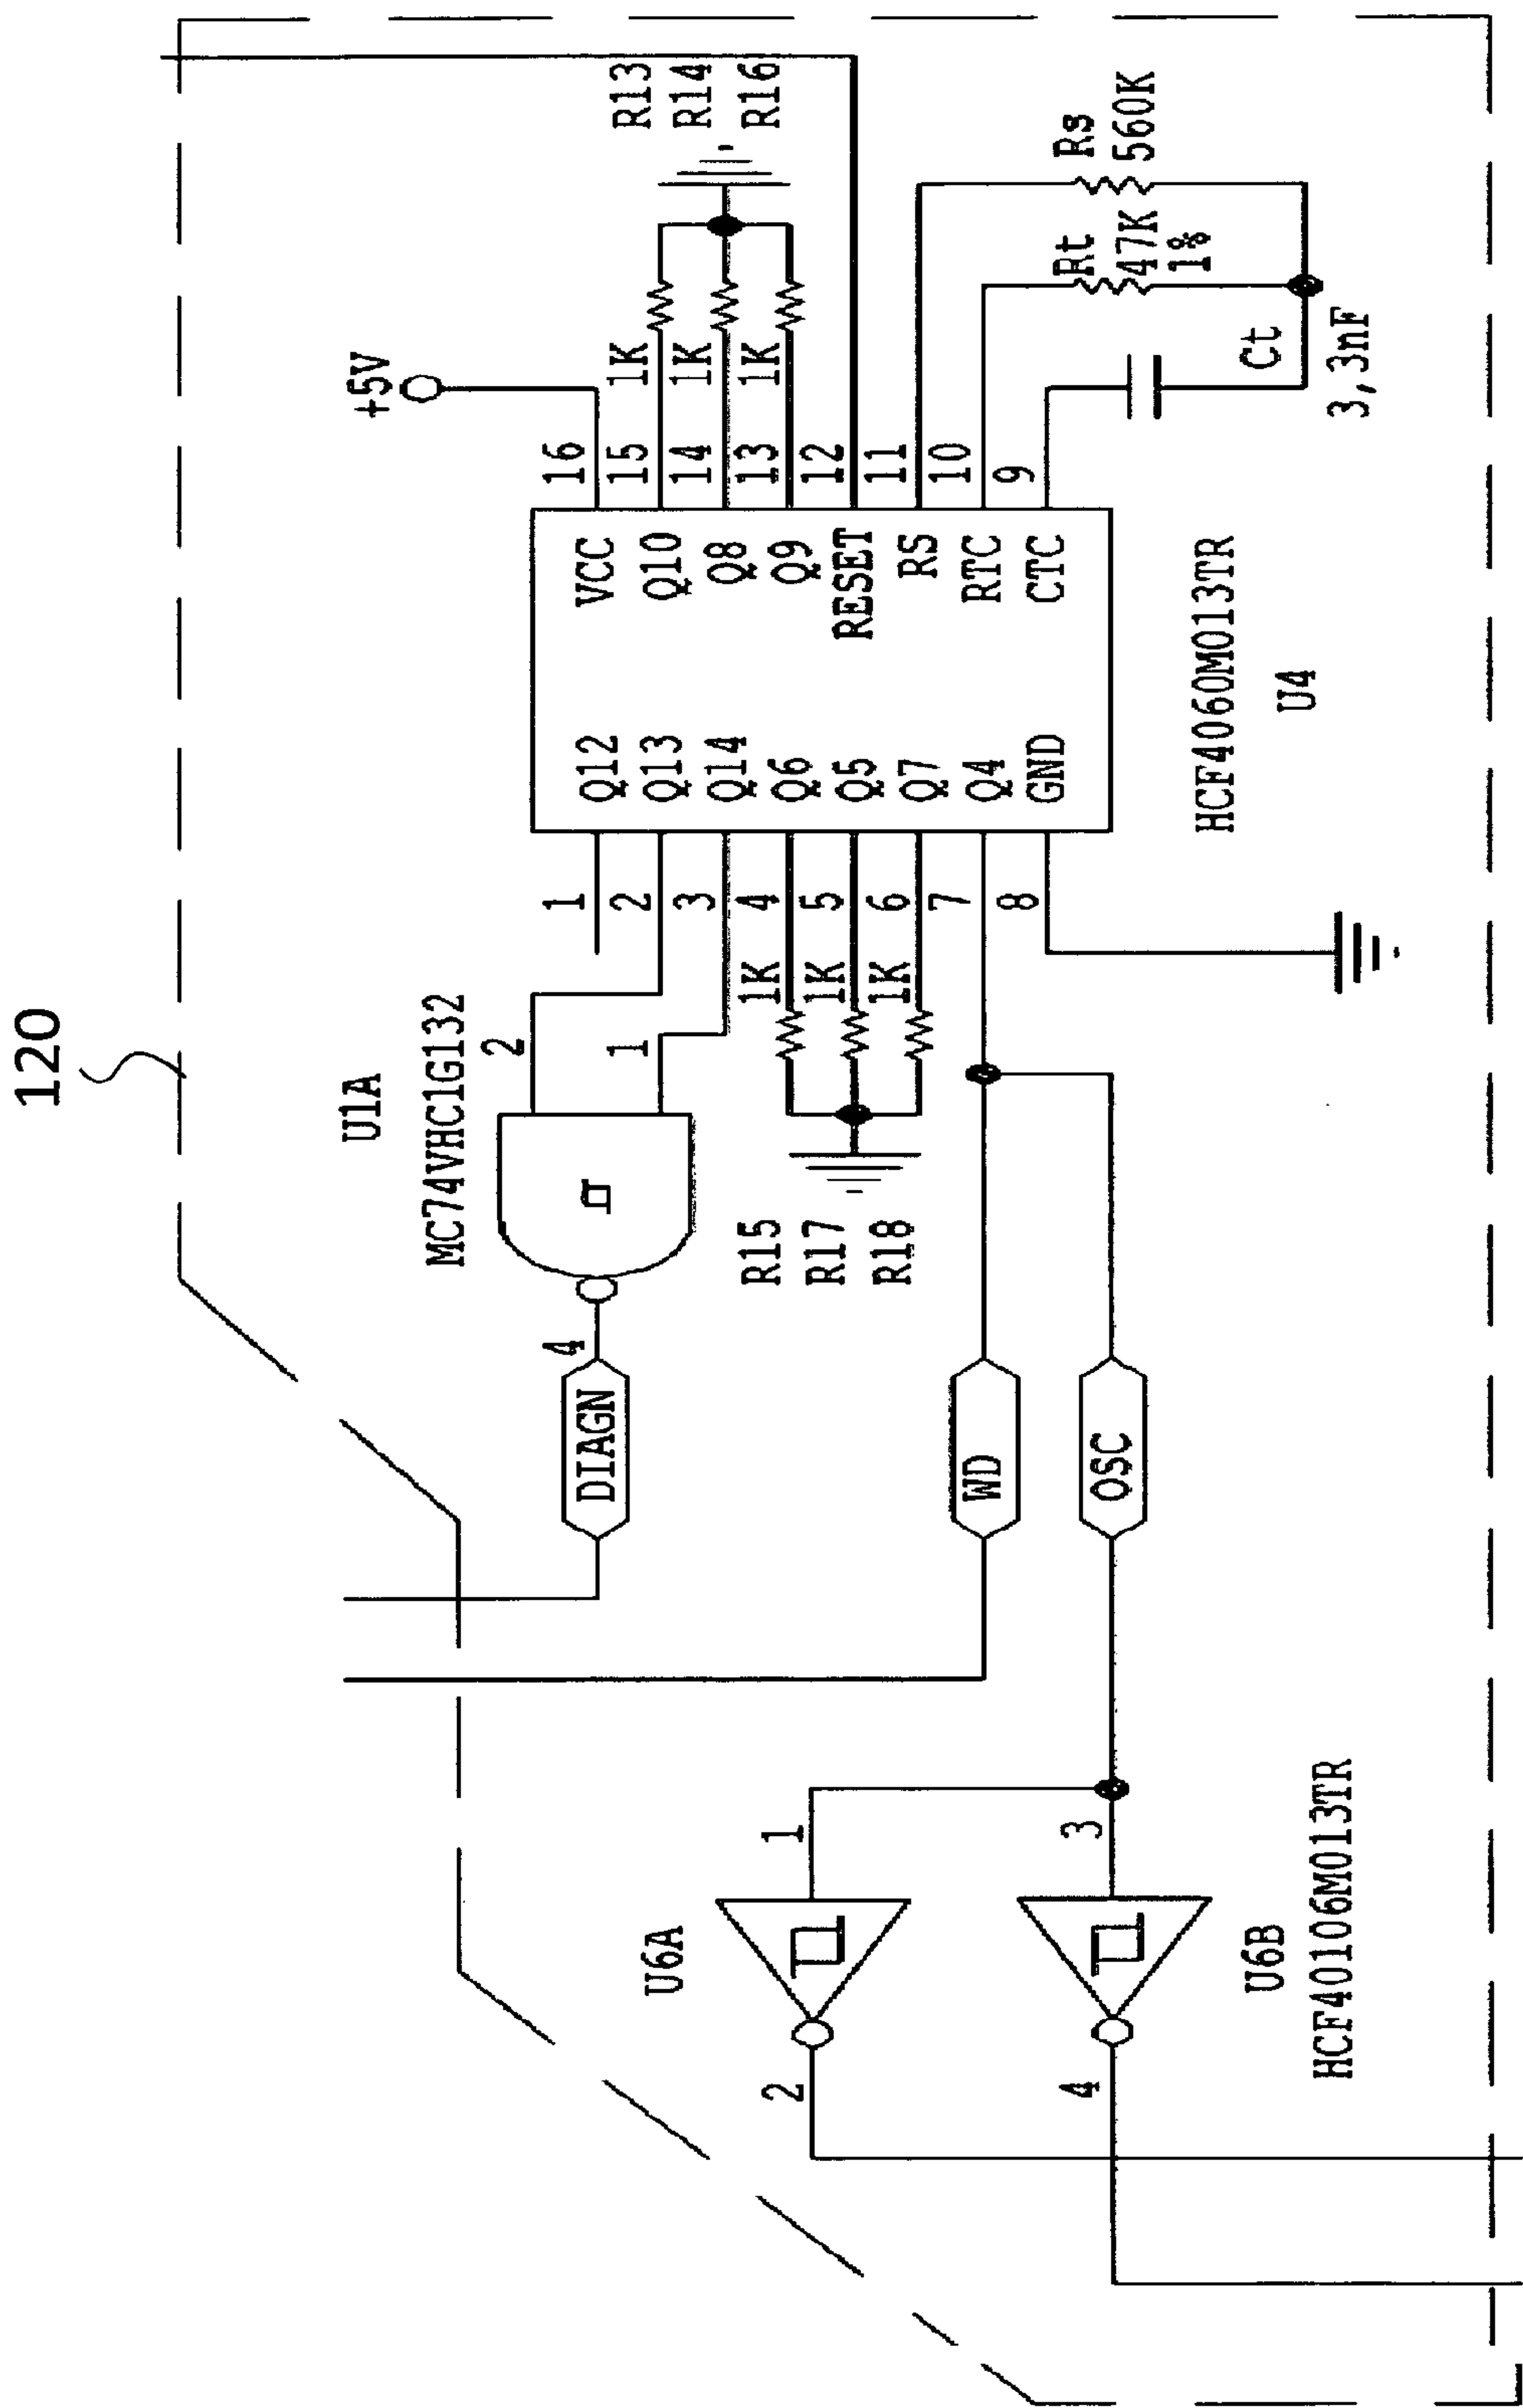 120
U1A
MC74VHC1G132
2
1
4
DIAGN
+5V
R13
R14
R16
1K
1K
1K
16
15
14
13
12
11
10
9
VCC
Q10
Q8
Q9
RESET
RS
RTC
CTC
Q12
Q13
Q14
Q6
Q5
Q7
Q4
GND
1
2
3
4
5
6
7
8
HCF4060M013TR
U4
Rs
560K
Rt
47K
1%
Ct
3,3nF
1K
1K
1K
R15
R17
R18
WD
OSC
U6A
1
2
3
4
U6B
HCF40106M013TR